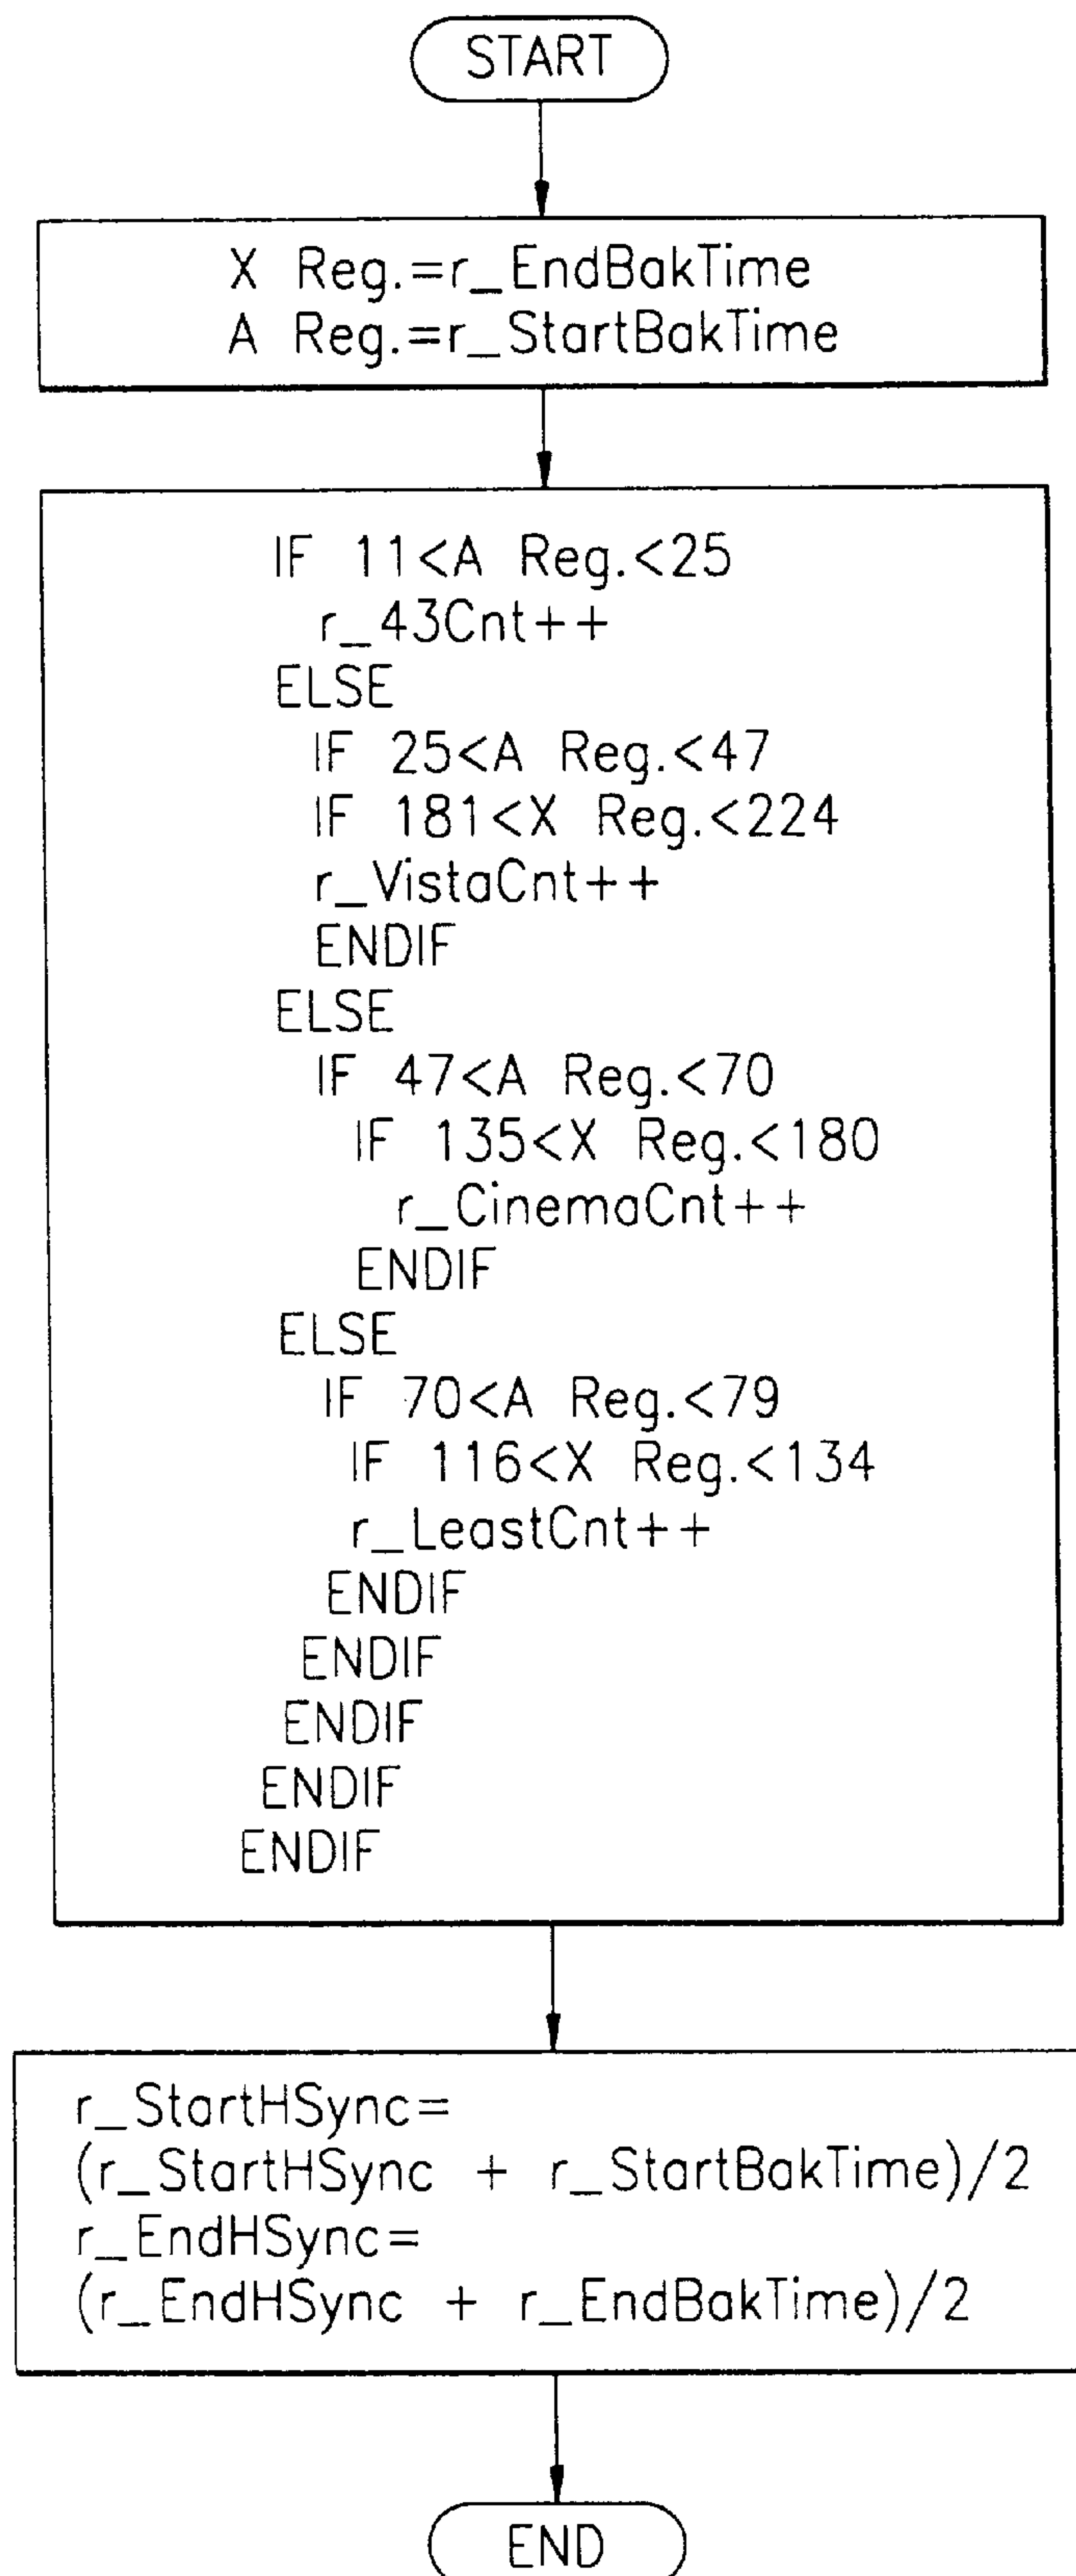 START
X Reg.=r_EndBakTime
A Reg.=r_StartBakTime
IF 11<A Reg.<25
r_43Cnt++
ELSE
IF 25<A Reg.<47
IF 181<X Reg.<224
r_VistaCnt++
ENDIF
ELSE
IF 47<A Reg.<70
IF 135<X Reg.<180
r_CinemaCnt++
ENDIF
ELSE
IF 70<A Reg.<79
IF 116<X Reg.<134
r_LeastCnt++
ENDIF
ENDIF
ENDIF
ENDIF
ENDIF
r_StartHSync=
(r_StartHSync + r_StartBakTime)/2
r_EndHSync=
(r_EndHSync + r_EndBakTime)/2
END